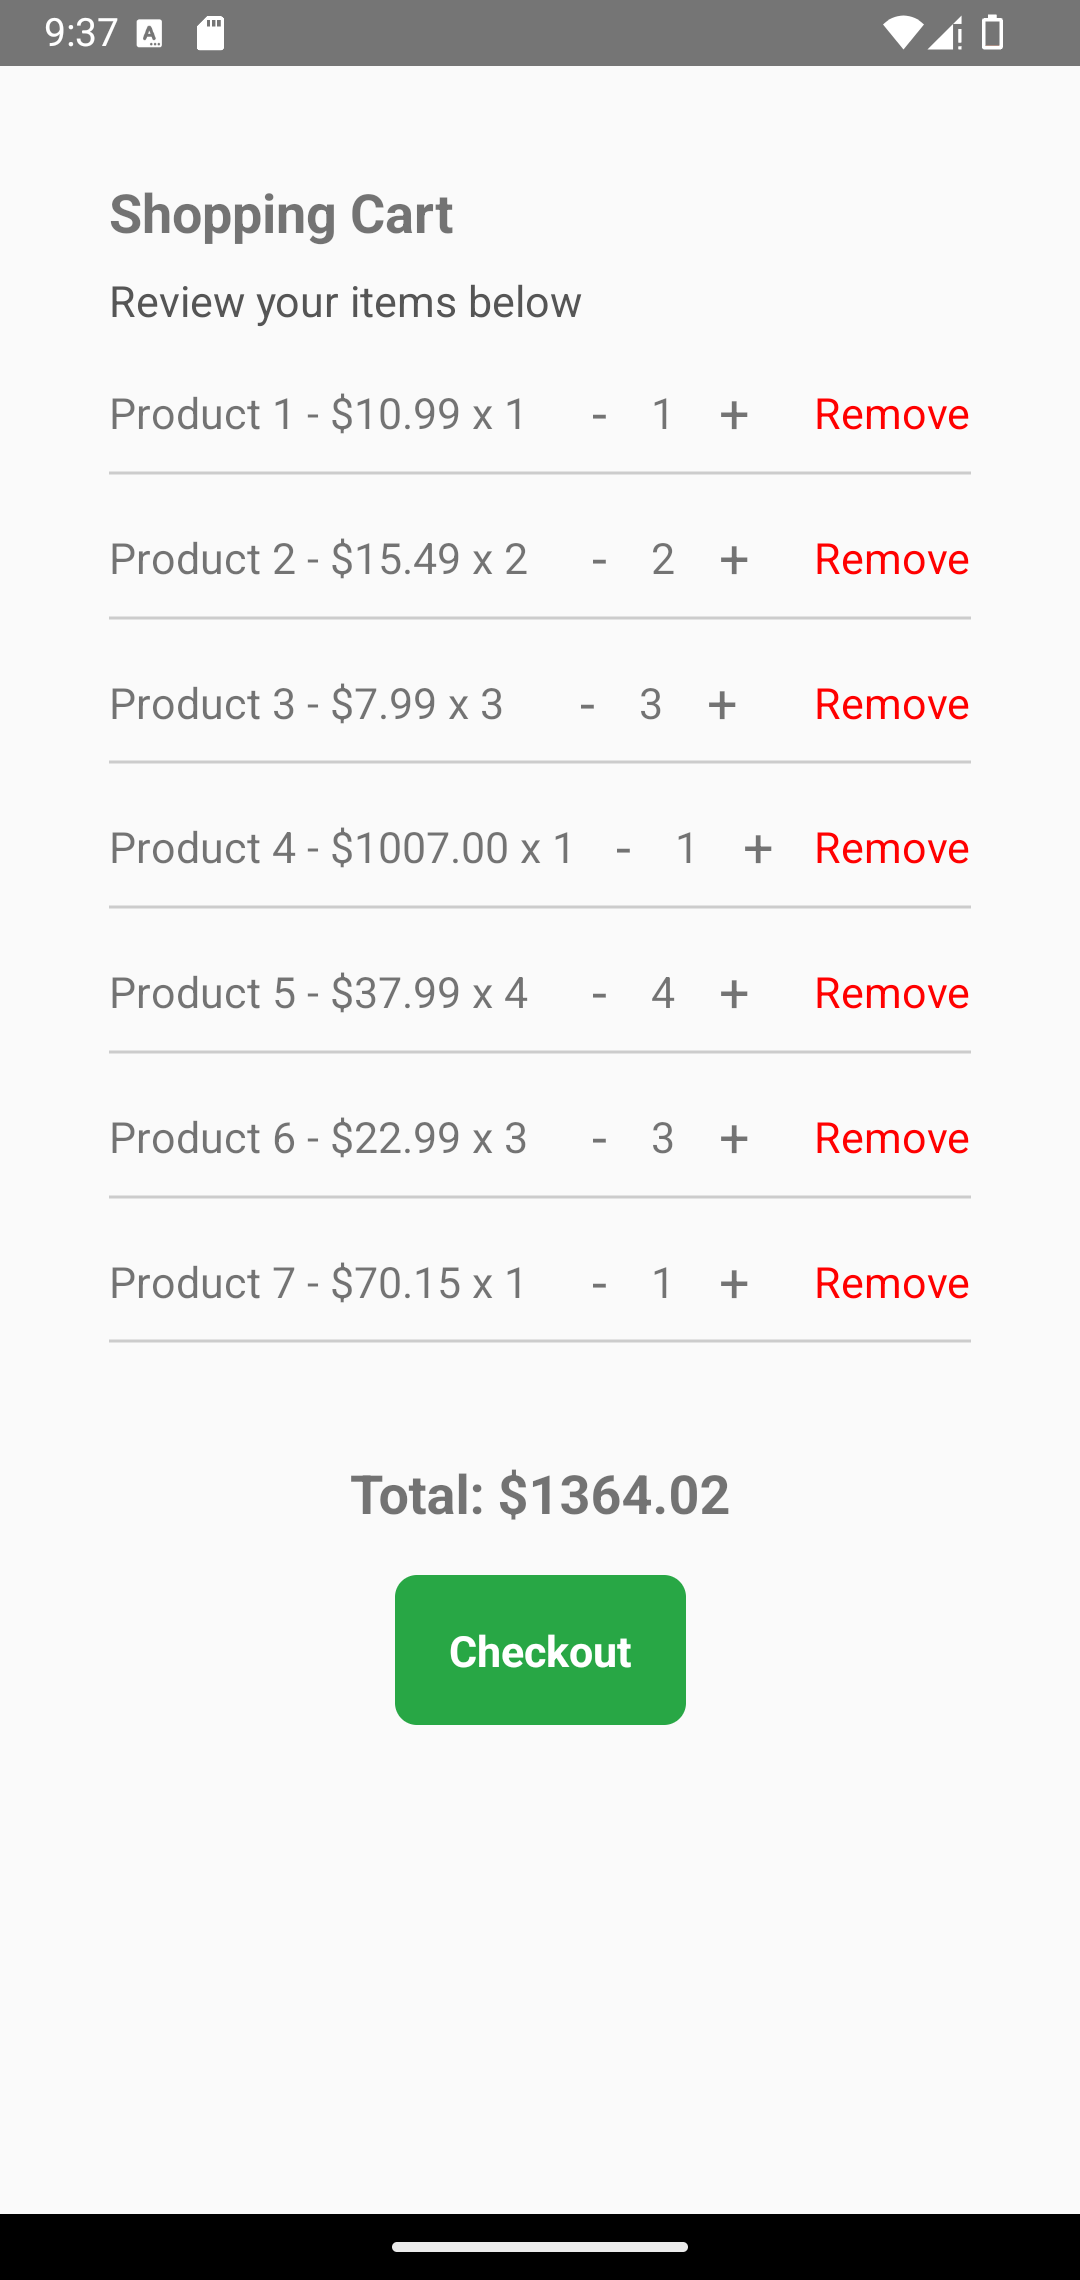 9:37
Shopping Cart
Review your items below
Product 1 - $10.99 x 1 - 1 + Remove
Product 2 - $15.49 x 2 - 2 + Remove
Product 3 - $7.99 x 3 - 3 + Remove
Product 4 - $1007.00 x 1 - 1 + Remove
Product 5 - $37.99 x 4 - 4 + Remove
Product 6 - $22.99 x 3 - 3 + Remove
Product 7 - $70.15 x 1 - 1 + Remove
Total: $1364.02
Checkout